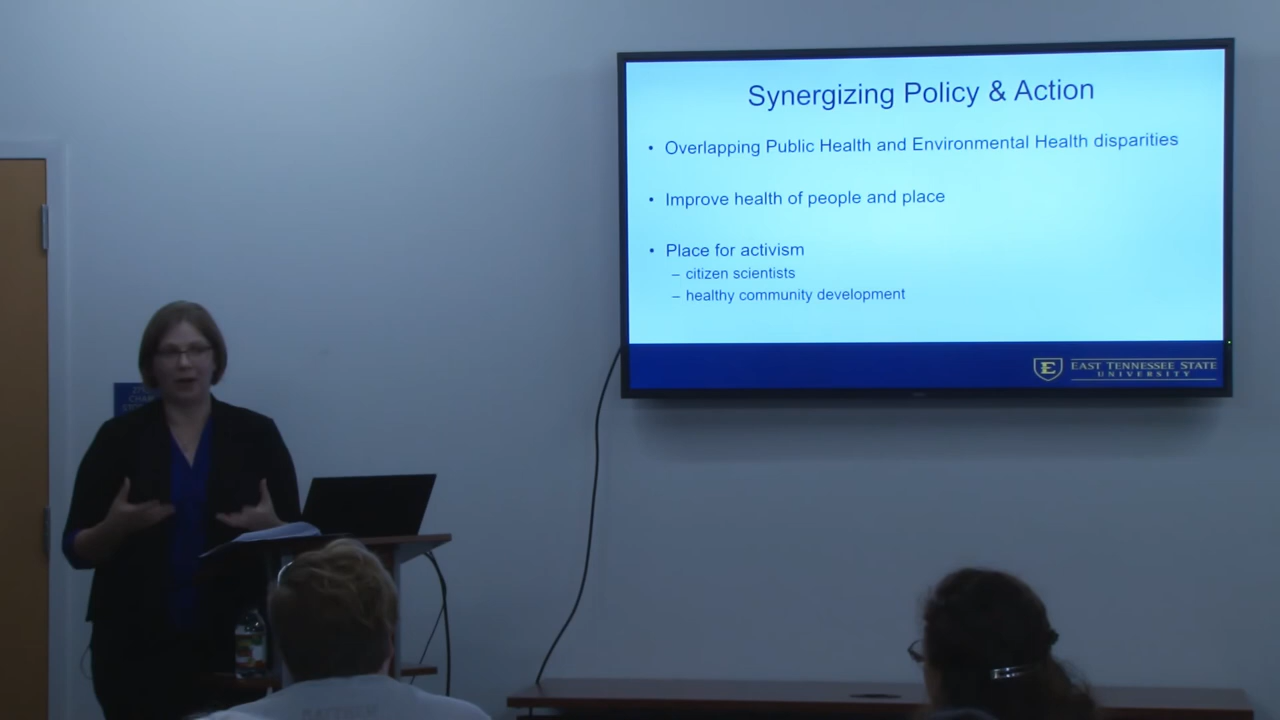 Synergizing Policy & Action
• Overlapping Public Health and Environmental Health disparities
• Improve health of people and place
• Place for activism
– citizen scientists
– healthy community development
E EAST TENNESSEE STATE
UNIVERSITY